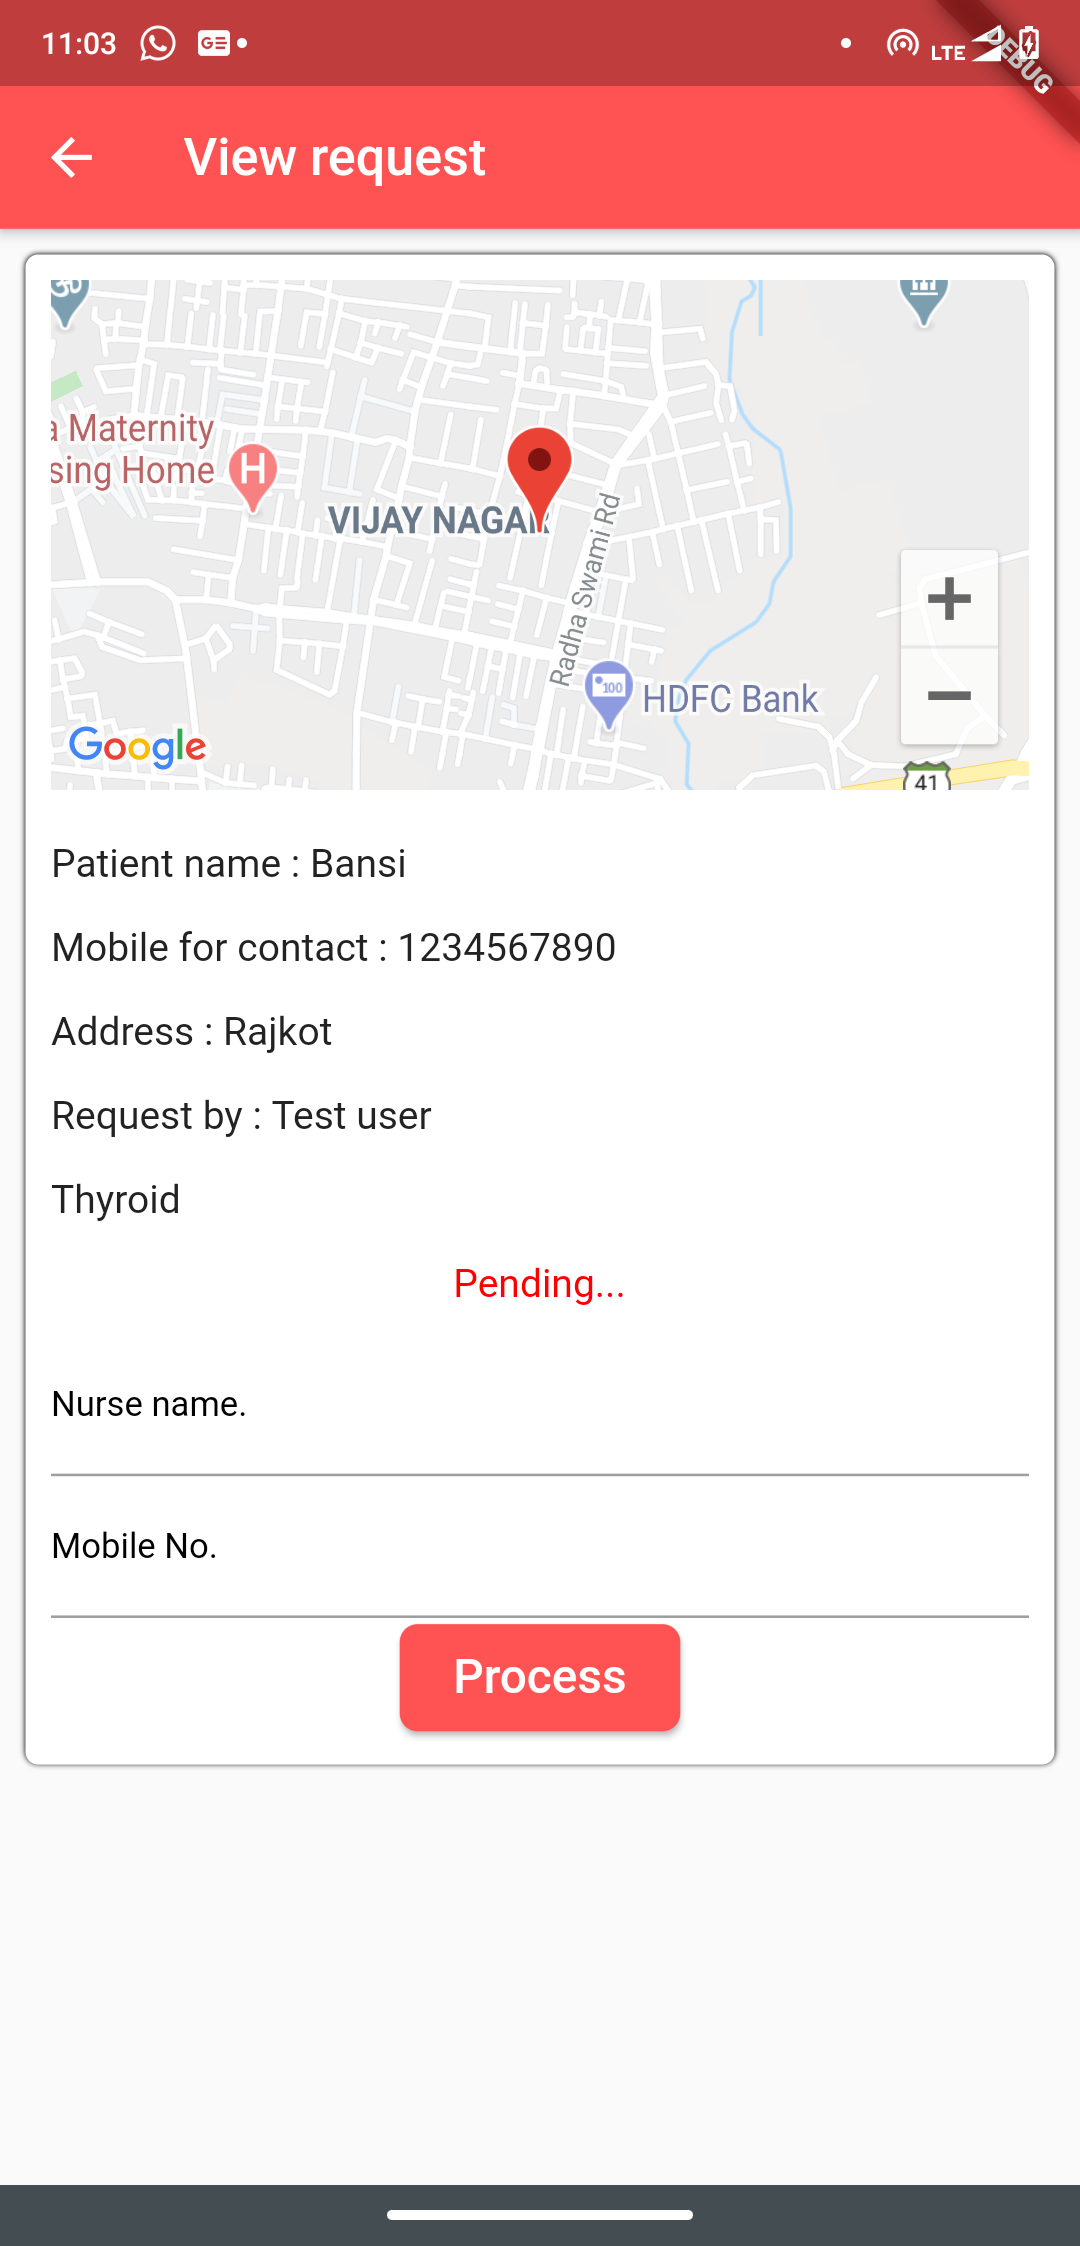 11:03
GE
LTE
DEBUG
View request
a Maternity
sing Home
H
VIJAY NAGAR
Radha Swami Rd
100
HDFC Bank
+
−
Google
41
Patient name : Bansi
Mobile for contact : 1234567890
Address : Rajkot
Request by : Test user
Thyroid
Pending...
Nurse name.
Mobile No.
Process